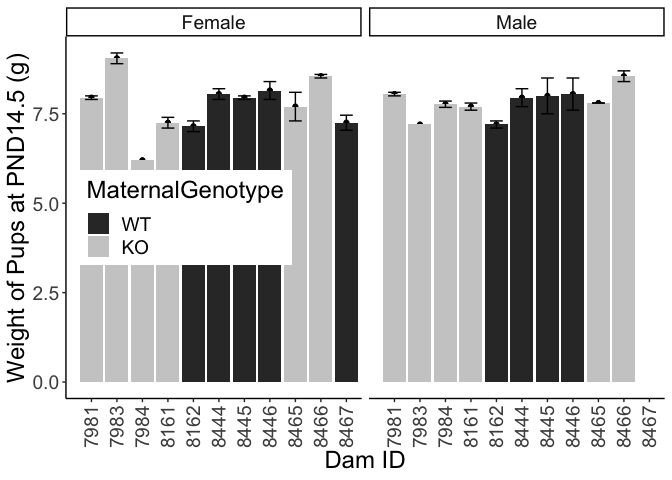 Female Male
Weight of Pups at PND14.5 (g)
7.5
5.0
2.5
0.0
MaternalGenotype
WT
KO
7981 7983 7984 8161 8162 8444 8445 8446 8465 8466 8467
7981 7983 7984 8161 8162 8444 8445 8446 8465 8466 8467
Dam ID